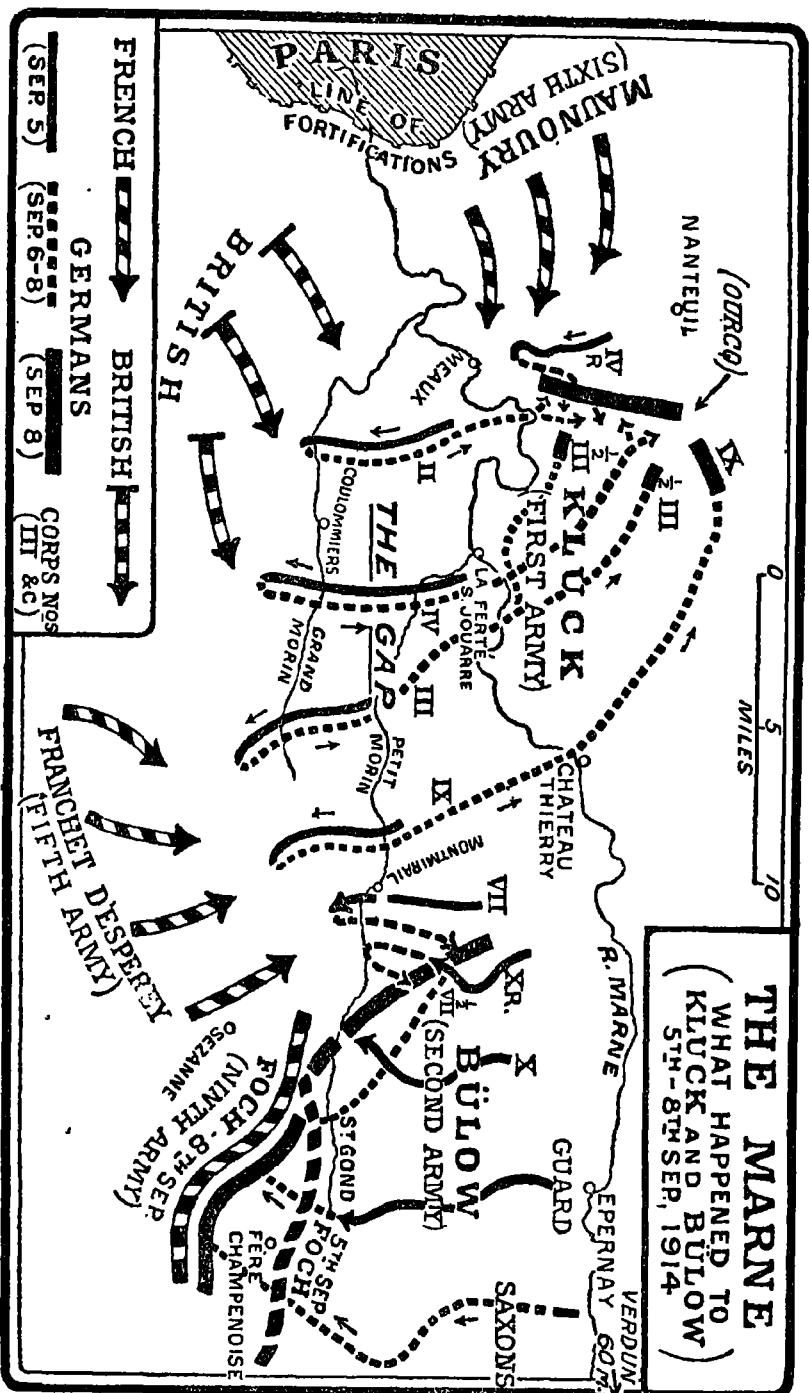 THE MARNE
(WHAT HAPPENED TO
KLUCK AND BÜLOW)
5TH-8TH SEP, 1914
VERDUN 60M
0 5 10
MILES
(OURCQ)
NANTEUIL
MAUNOURY
(SIXTH ARMY)
PARIS
LINE OF
FORTIFICATIONS
IV
R
IX
½ III
½
III
KLUCK
(FIRST ARMY)
MEAUX
II
LA FERTÉ
S. JOUARRE
IV
THE GAP
III
COULOMMIERS
GRAND
MORIN
PETIT
MORIN
BRITISH
CHATEAU
THIERRY
IX
MONTMIRAIL
R. MARNE
VII
XR.
½
VII
X
BÜLOW
(SECOND ARMY)
GUARD
EPERNAY
SAXONS
ST GOND
5TH SEP
FOCH
FERE
CHAMPENOISE
FOCH-8TH SEP.
(NINTH ARMY)
SEZANNE
FRANCHET D'ESPEREY
(FIFTH ARMY)
FRENCH
BRITISH
GERMANS
(SEP. 5)
(SEP. 6-8)
(SEP 8)
CORPS NOS
(III &C)